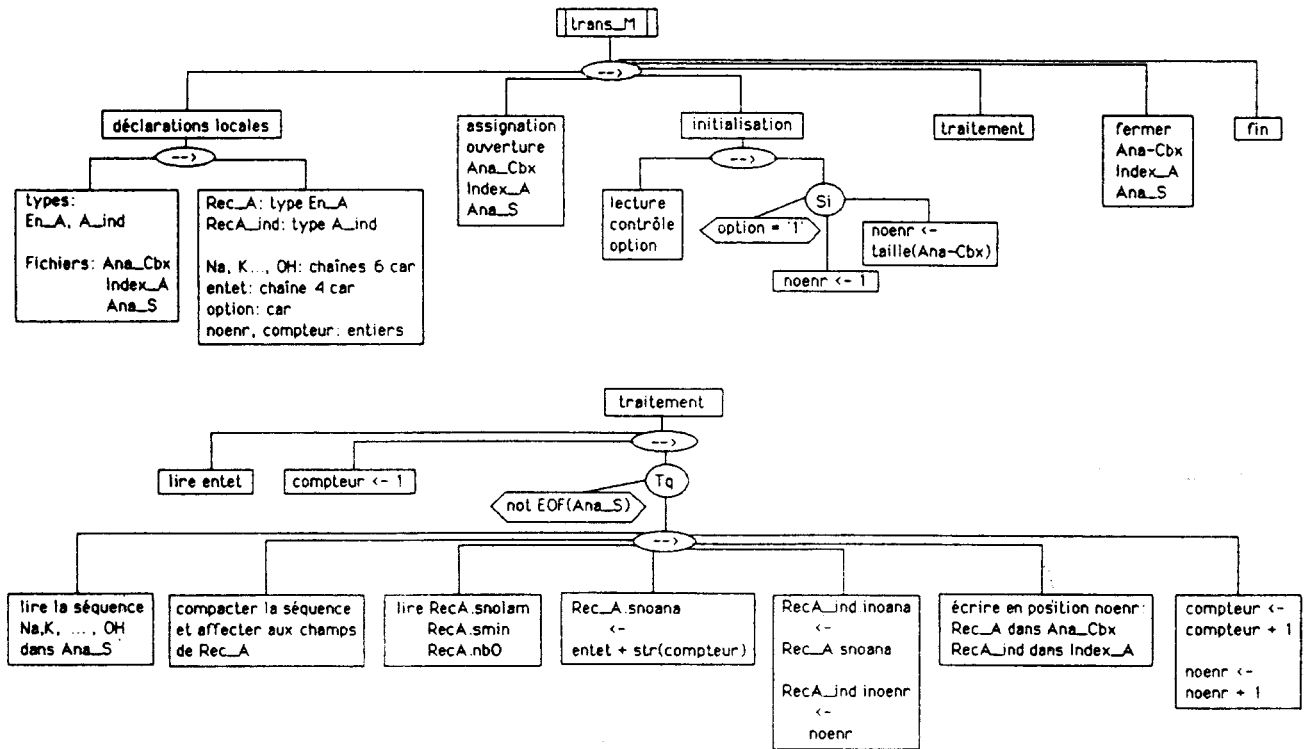 trans_M
-->
déclarations locales
-->
types:
En_A, A_ind
Fichiers: Ana_Cbx
Index_A
Ana_S
Rec_A: type En_A
RecA_ind: type A_ind
Na, K..., OH: chaînes 6 car
entet: chaîne 4 car
option: car
noenr, compteur: entiers
assignation
ouverture
Ana_Cbx
Index_A
Ana_S
initialisation
-->
lecture
contrôle
option
Si
option = '1'
noenr <- 1
noenr <-
taille(Ana-Cbx)
traitement
fermer
Ana-Cbx
Index_A
Ana_S
fin
traitement
-->
lire entet
compteur <- 1
Tq
not EOF(Ana_S)
-->
lire la séquence
Na,K, ..., OH
dans Ana_S
compacter la séquence
et affecter aux champs
de Rec_A
lire RecA.snolam
RecA.smin
RecA.nbO
Rec_A.snoana
<-
entet + str(compteur)
RecA_ind inoana
<-
Rec_A snoana
RecA_ind inoenr
<-
noenr
écrire en position noenr:
Rec_A dans Ana_Cbx
RecA_ind dans Index_A
compteur <-
compteur + 1
noenr <-
noenr + 1